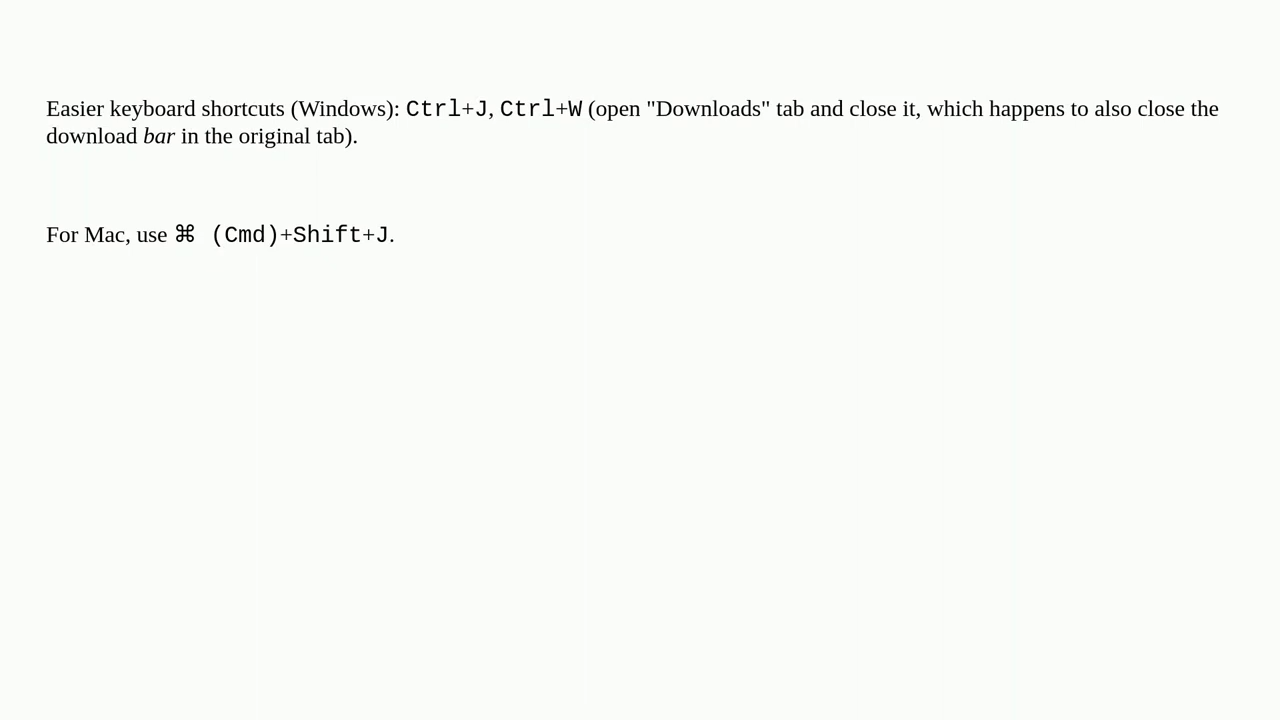 Easier keyboard shortcuts (Windows): Ctrl+J, Ctrl+W (open "Downloads" tab and close it, which happens to also close the
download bar in the original tab).
For Mac, use ⌘ (Cmd)+Shift+J.